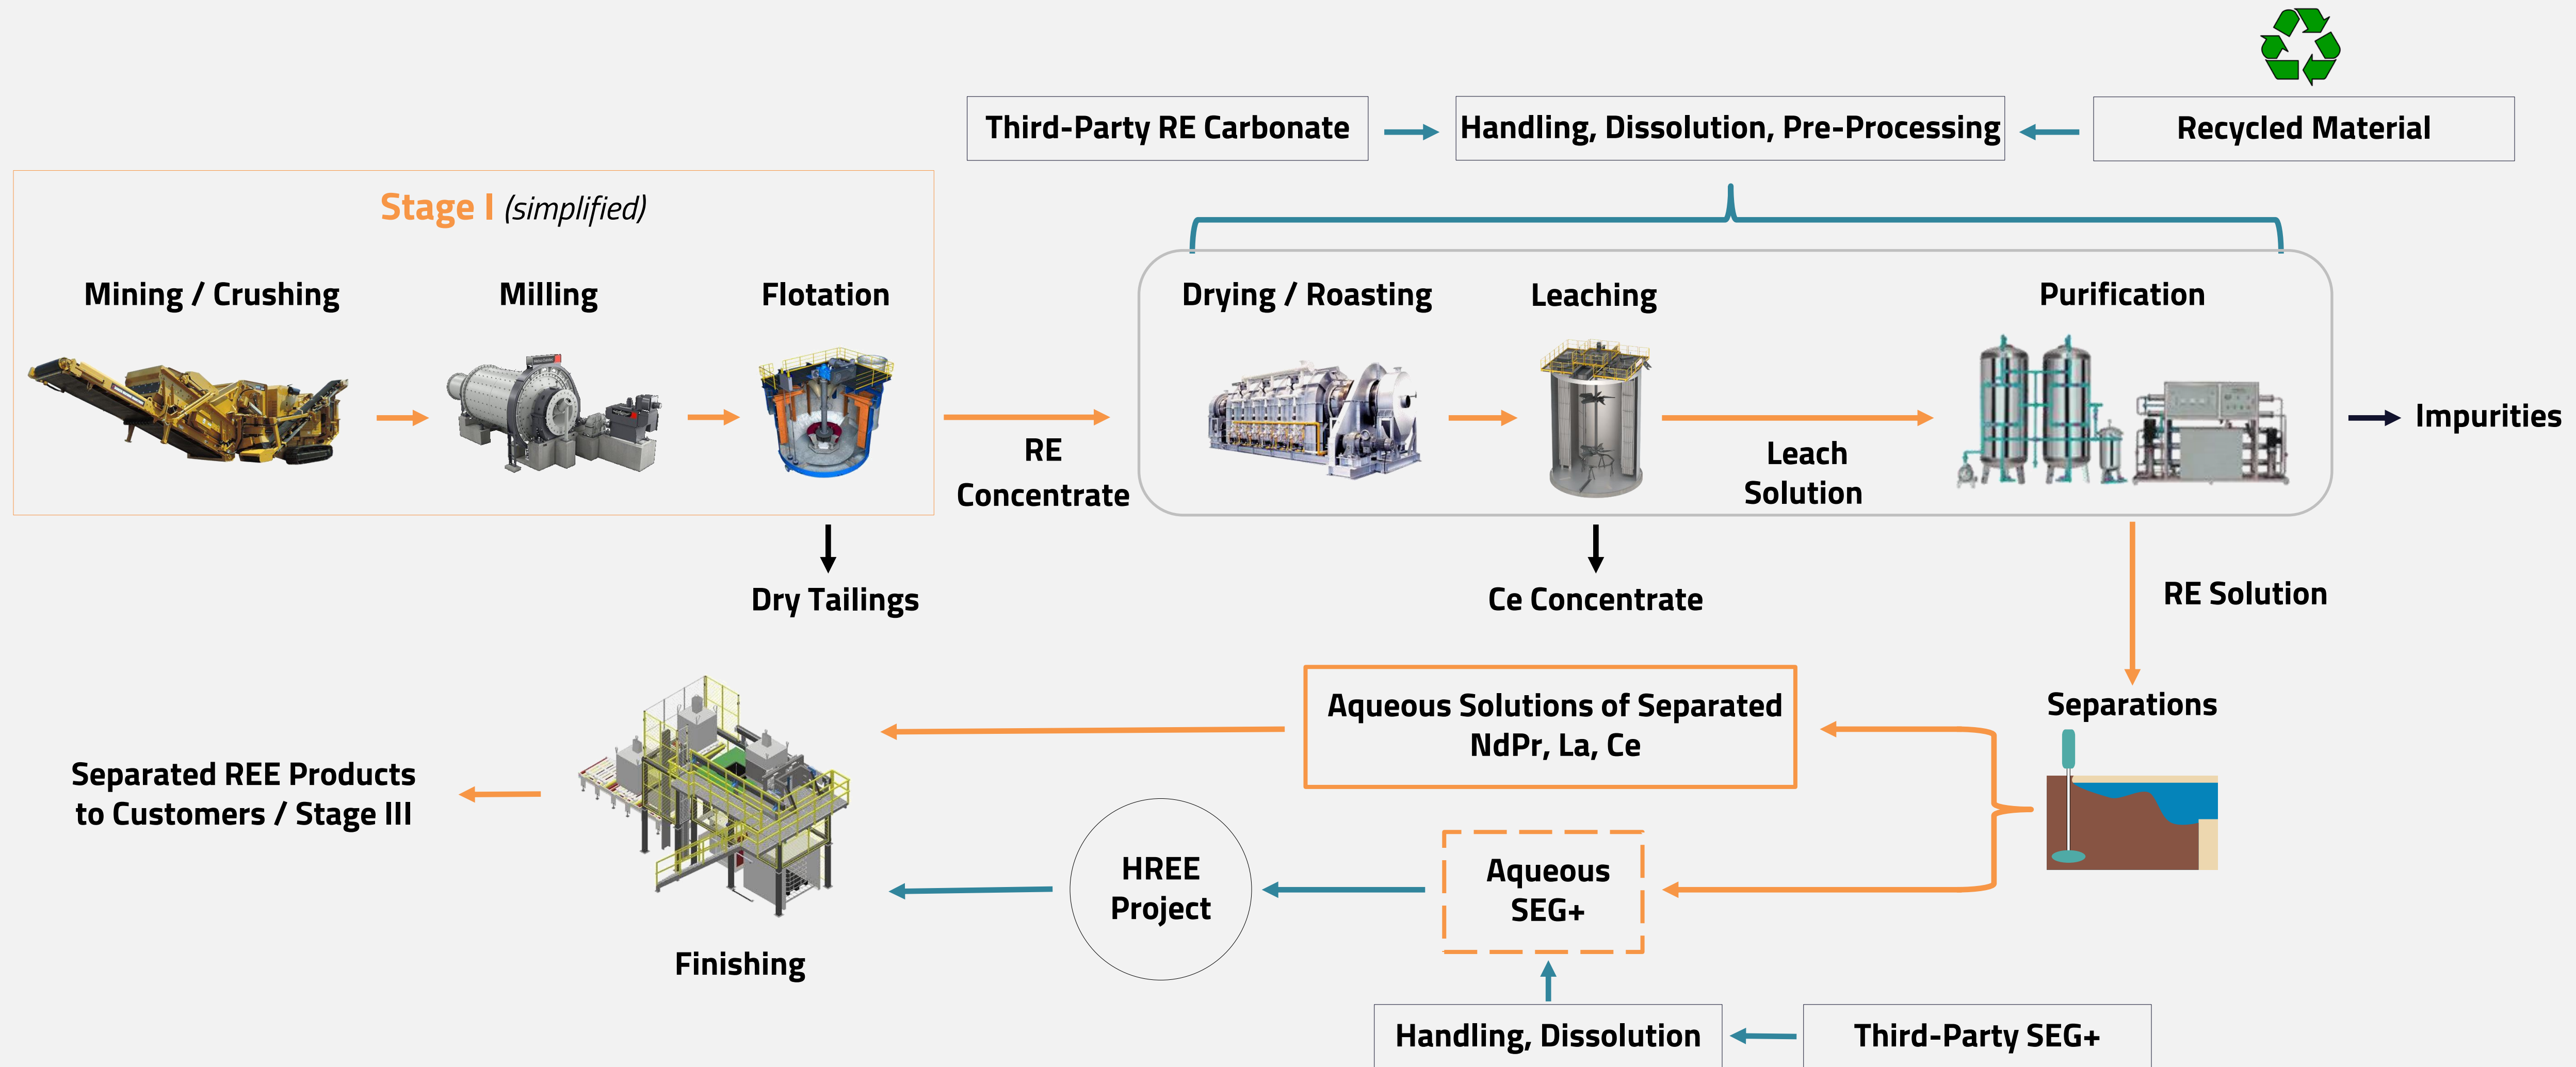 Third-Party RE Carbonate
Handling, Dissolution, Pre-Processing
Recycled Material
Stage I (simplified)
Mining / Crushing
Milling
Flotation
Drying / Roasting
Leaching
Purification
RE
Concentrate
Leach
Solution
Impurities
Dry Tailings
Ce Concentrate
RE Solution
Separations
Aqueous Solutions of Separated
NdPr, La, Ce
Separated REE Products
to Customers / Stage III
Finishing
HREE
Project
Aqueous
SEG+
Handling, Dissolution
Third-Party SEG+